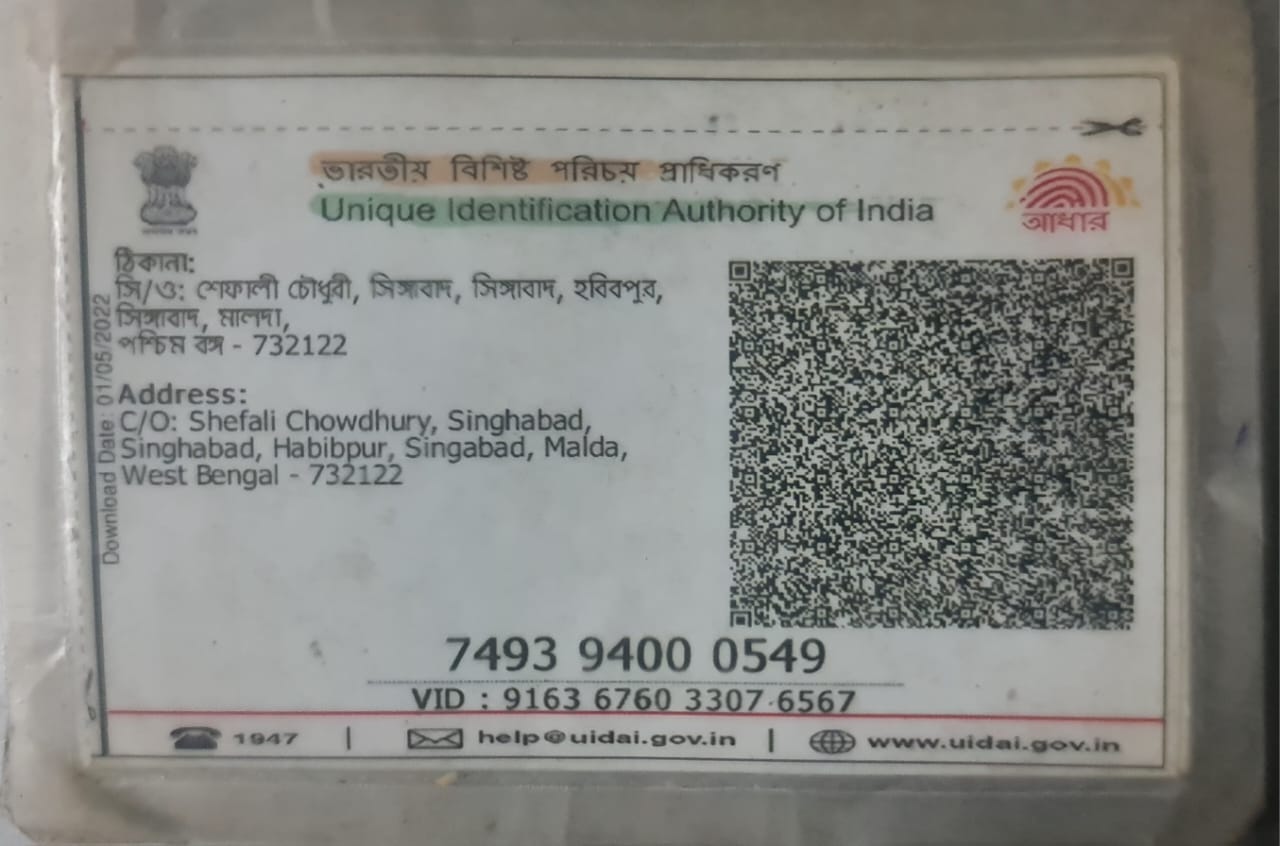 ভারতীয় বিশিষ্ট পরিচয় প্রাধিকরণ
Unique Identification Authority of India
আধার
ঠিকানা:
সি/ও: শেফালী চৌধুরী, সিঙ্গাবাদ, সিঙ্গাবাদ, হবিবপুর,
সিঙ্গাবাদ, মালদা,
পশ্চিম বঙ্গ - 732122
Download Date: 01/05/2022
Address:
C/O: Shefali Chowdhury, Singhabad,
Singhabad, Habibpur, Singabad, Malda,
West Bengal - 732122
7493 9400 0549
VID : 9163 6760 3307 6567
1947 | help@uidai.gov.in | www.uidai.gov.in